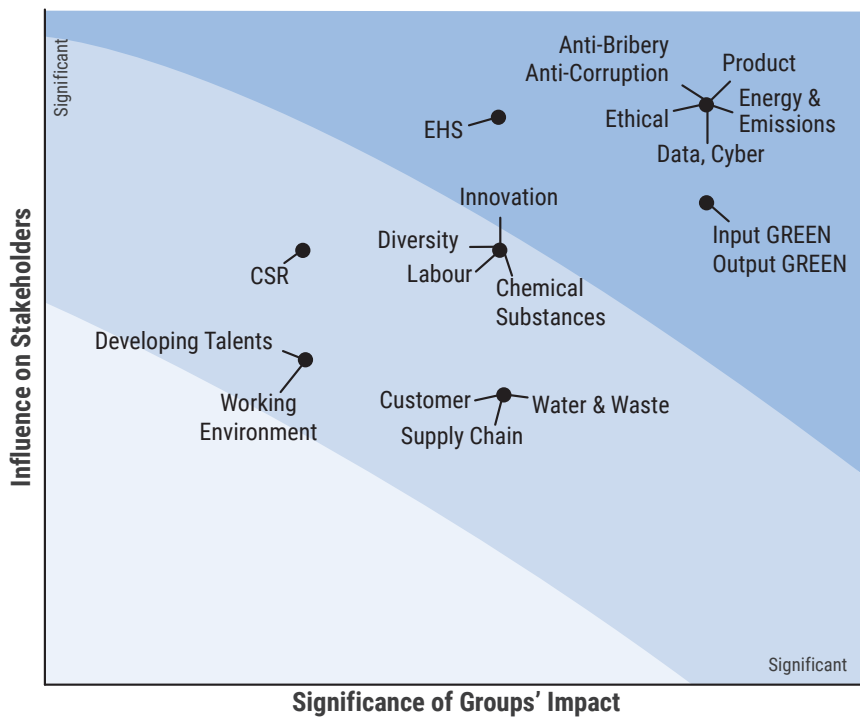 Significant
Anti-Bribery
Anti-Corruption
Product
Ethical
Energy &
Emissions
Data, Cyber
EHS
Innovation
Diversity
Labour
Chemical
Substances
Input GREEN
Output GREEN
CSR
Developing Talents
Working
Environment
Customer
Water & Waste
Supply Chain
Influence on Stakeholders
Significant
Significance of Groups’ Impact